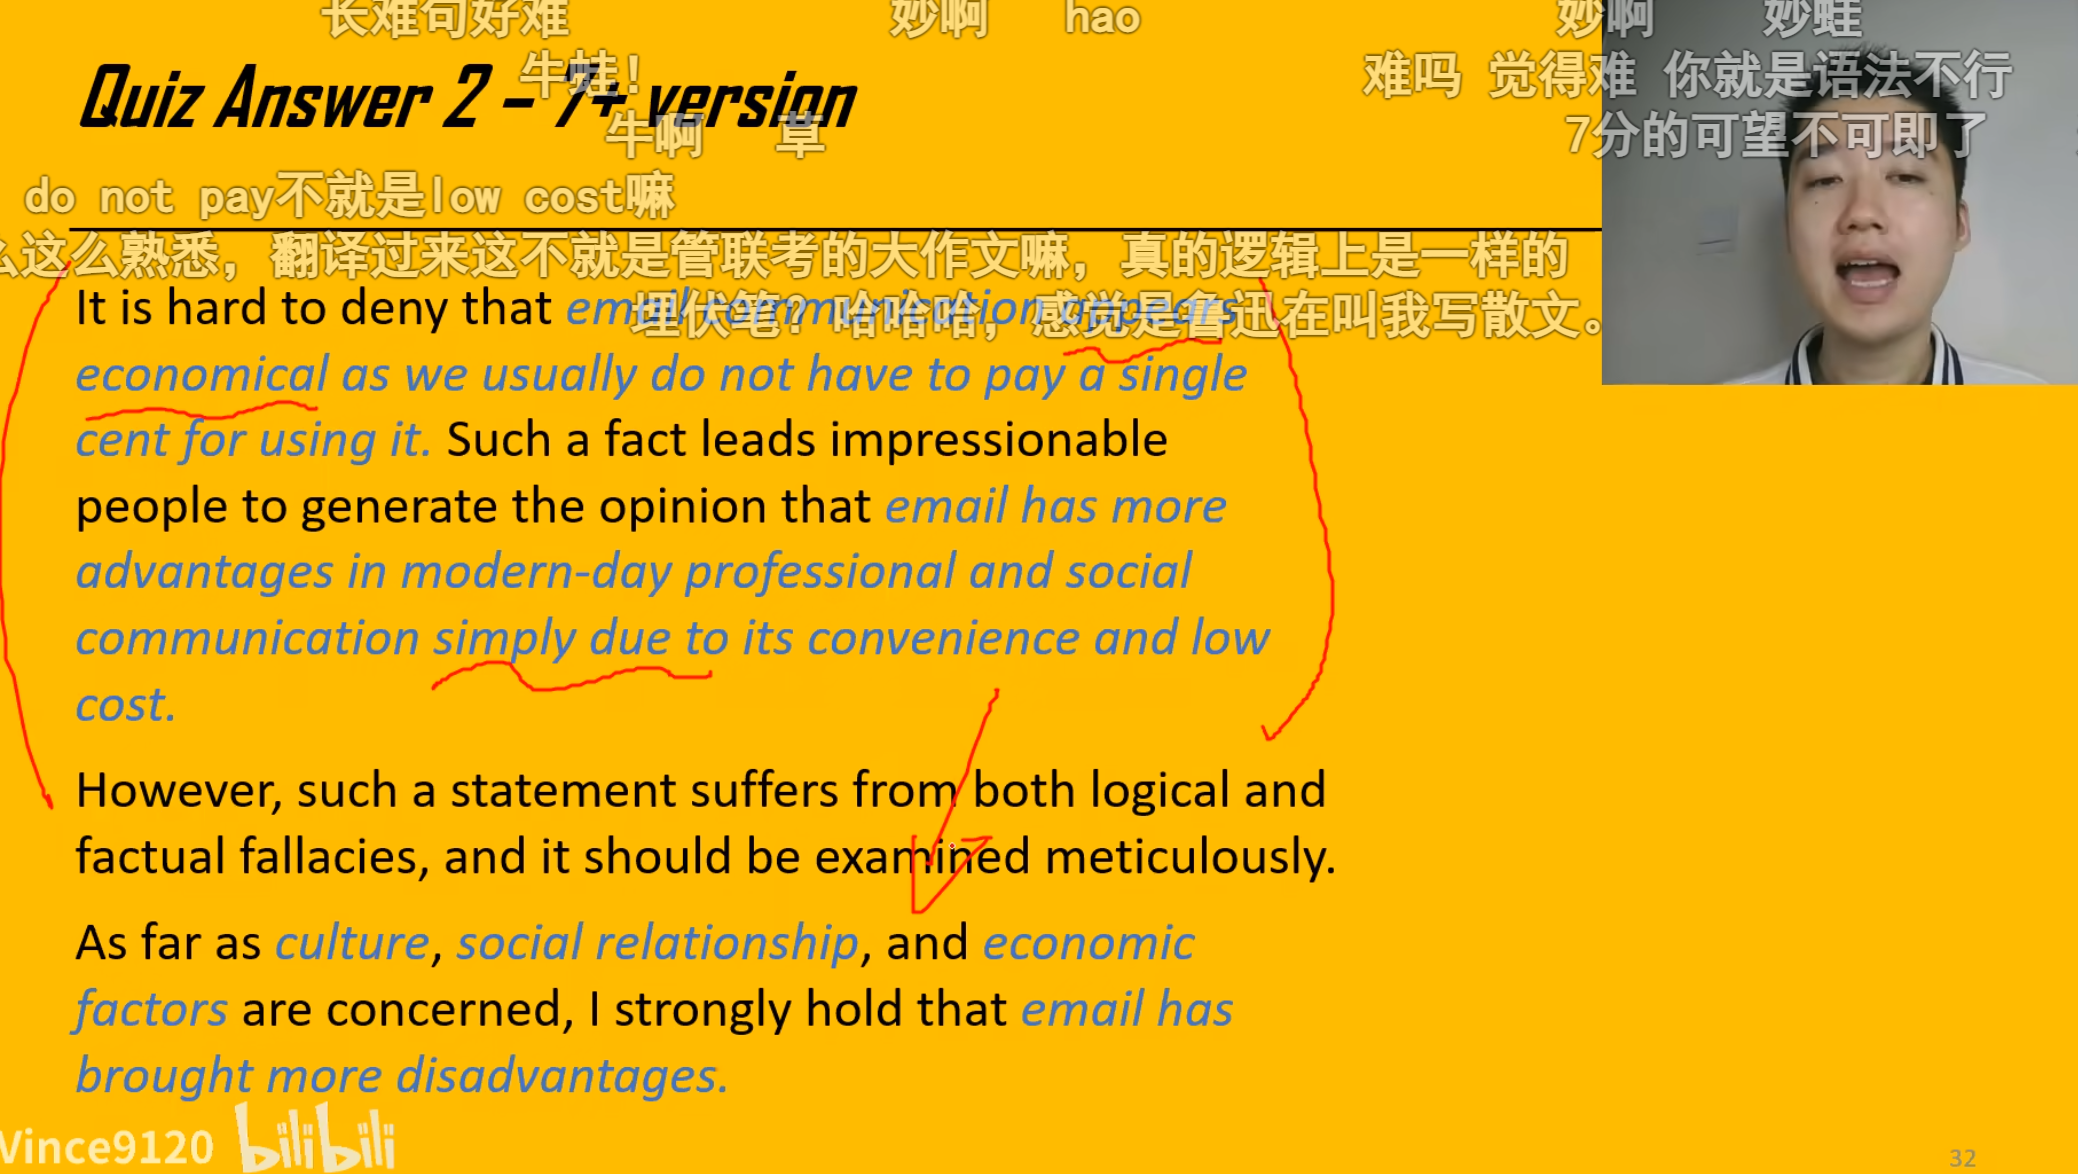 长难句好难 妙啊 hao 妙啊 妙蛙
牛蛙! 难吗 觉得难 你就是语法不行
Quiz Answer 2 – 7+ version
牛啊 草 7分的可望不可即了
do not pay不就是low cost嘛
这么熟悉，翻译过来这不就是管联考的大作文嘛，真的逻辑上是一样的
埋伏笔？哈哈哈，感觉是鲁迅在叫我写散文。
It is hard to deny that email communication appears
economical as we usually do not have to pay a single
cent for using it. Such a fact leads impressionable
people to generate the opinion that email has more
advantages in modern-day professional and social
communication simply due to its convenience and low
cost.
However, such a statement suffers from both logical and
factual fallacies, and it should be examined meticulously.
As far as culture, social relationship, and economic
factors are concerned, I strongly hold that email has
brought more disadvantages.
Vince9120 bilibili
32